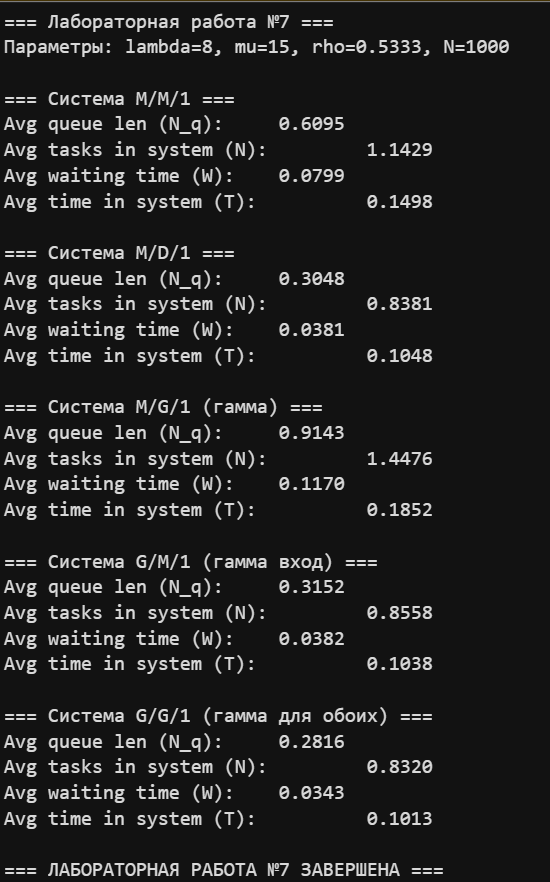 === Лабораторная работа №7 ===
Параметры: lambda=8, mu=15, rho=0.5333, N=1000
=== Система M/M/1 ===
Avg queue len (N_q): 0.6095
Avg tasks in system (N): 1.1429
Avg waiting time (W): 0.0799
Avg time in system (T): 0.1498
=== Система M/D/1 ===
Avg queue len (N_q): 0.3048
Avg tasks in system (N): 0.8381
Avg waiting time (W): 0.0381
Avg time in system (T): 0.1048
=== Система M/G/1 (гамма) ===
Avg queue len (N_q): 0.9143
Avg tasks in system (N): 1.4476
Avg waiting time (W): 0.1170
Avg time in system (T): 0.1852
=== Система G/M/1 (гамма вход) ===
Avg queue len (N_q): 0.3152
Avg tasks in system (N): 0.8558
Avg waiting time (W): 0.0382
Avg time in system (T): 0.1038
=== Система G/G/1 (гамма для обоих) ===
Avg queue len (N_q): 0.2816
Avg tasks in system (N): 0.8320
Avg waiting time (W): 0.0343
Avg time in system (T): 0.1013
=== ЛАБОРАТОРНАЯ РАБОТА №7 ЗАВЕРШЕНА ===